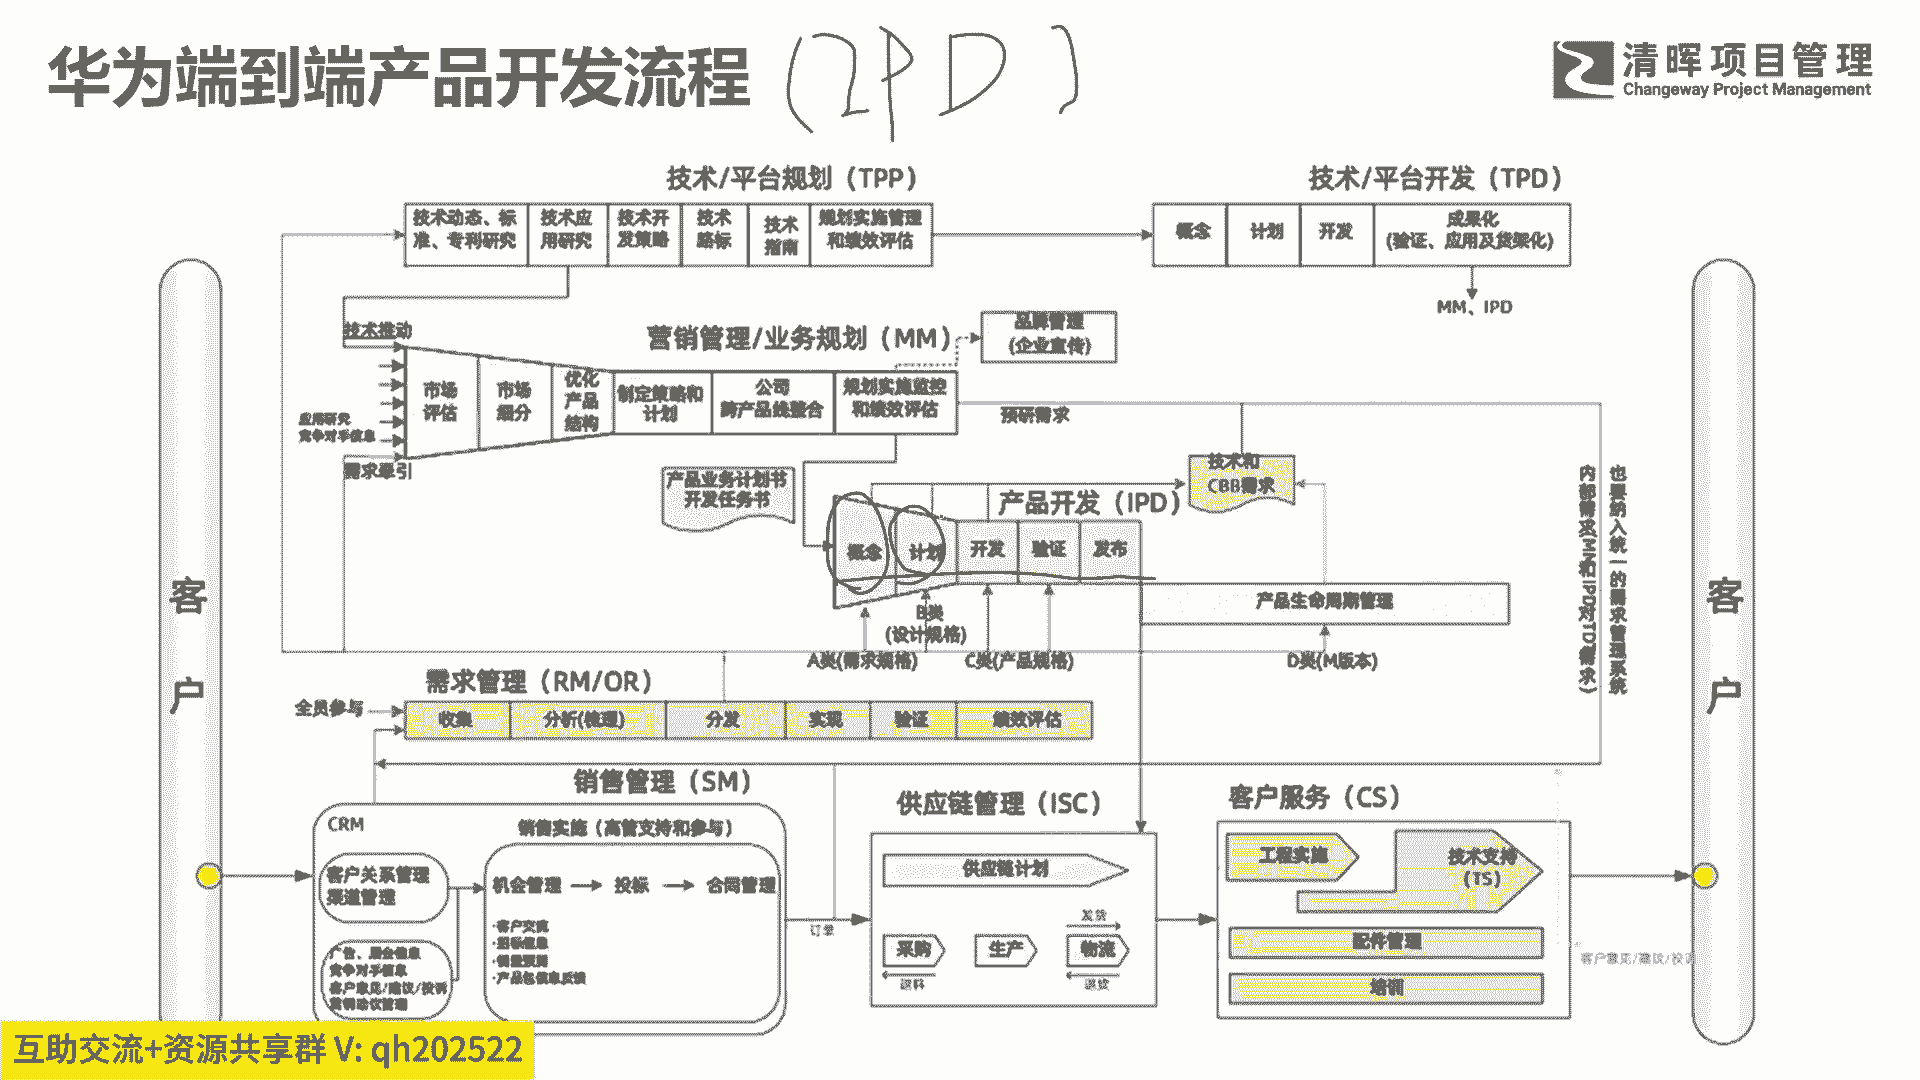 华为端到端产品开发流程 (IPD)
清晖项目管理
Changeway Project Management
技术/平台规划（TPP）
技术/平台开发（TPD）
技术动态、标
准、专利研究
技术应
用研究
技术开
发策略
技术
路标
技术
指南
规划实施管理
和绩效评估
概念
计划
开发
成果化
(验证、应用及货架化)
MM、IPD
技术推动
营销管理/业务规划（MM）
品牌管理
(企业宣传)
市场
评估
市场
细分
优化
产品
结构
制定策略和
计划
公司
跨产品线整合
规划实施监控
和绩效评估
预研需求
应用研究
竞争对手信息
需求牵引
产品业务计划书
开发任务书
产品开发（IPD）
技术和
CBB需求
概念
计划
开发
验证
发布
产品生命周期管理
B类
(设计规格)
A类(需求规格)
C类(产品规格)
D类(M版本)
也要纳入统一的需求管理系统
内部需求(MM和IPD对TD需求)
客户
客户
需求管理（RM/OR）
全员参与
收集
分析(梳理)
分发
实现
验证
绩效评估
销售管理（SM）
CRM
客户关系管理
渠道管理
广告、展会信息
竞争对手信息
客户意见/建议/投诉
营销峰议管理
销售实施（高管支持和参与）
机会管理
投标
合同管理
·客户交流
·招标信息
·销量预测
·产品包信息反馈
订单
供应链管理（ISC）
供应链计划
采购
生产
物流
发货
退料
退货
客户服务（CS）
工程实施
技术支持
(TS)
配件管理
培训
客户意见/建议/投诉
互助交流+资源共享群 V: qh202522